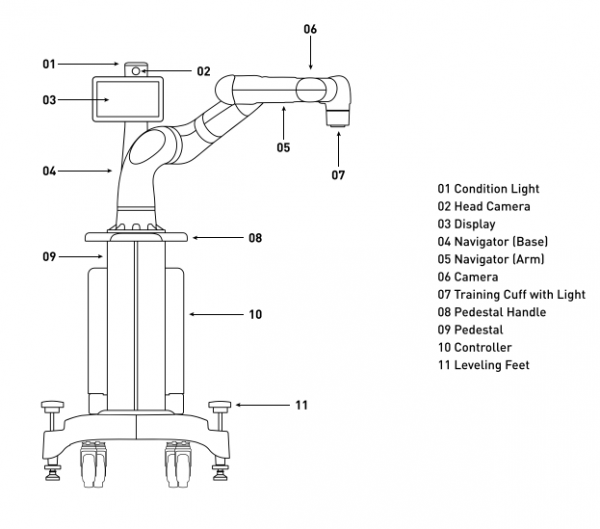 06
01
02
03
05
07
04
08
09
10
11
01 Condition Light
02 Head Camera
03 Display
04 Navigator (Base)
05 Navigator (Arm)
06 Camera
07 Training Cuff with Light
08 Pedestal Handle
09 Pedestal
10 Controller
11 Leveling Feet